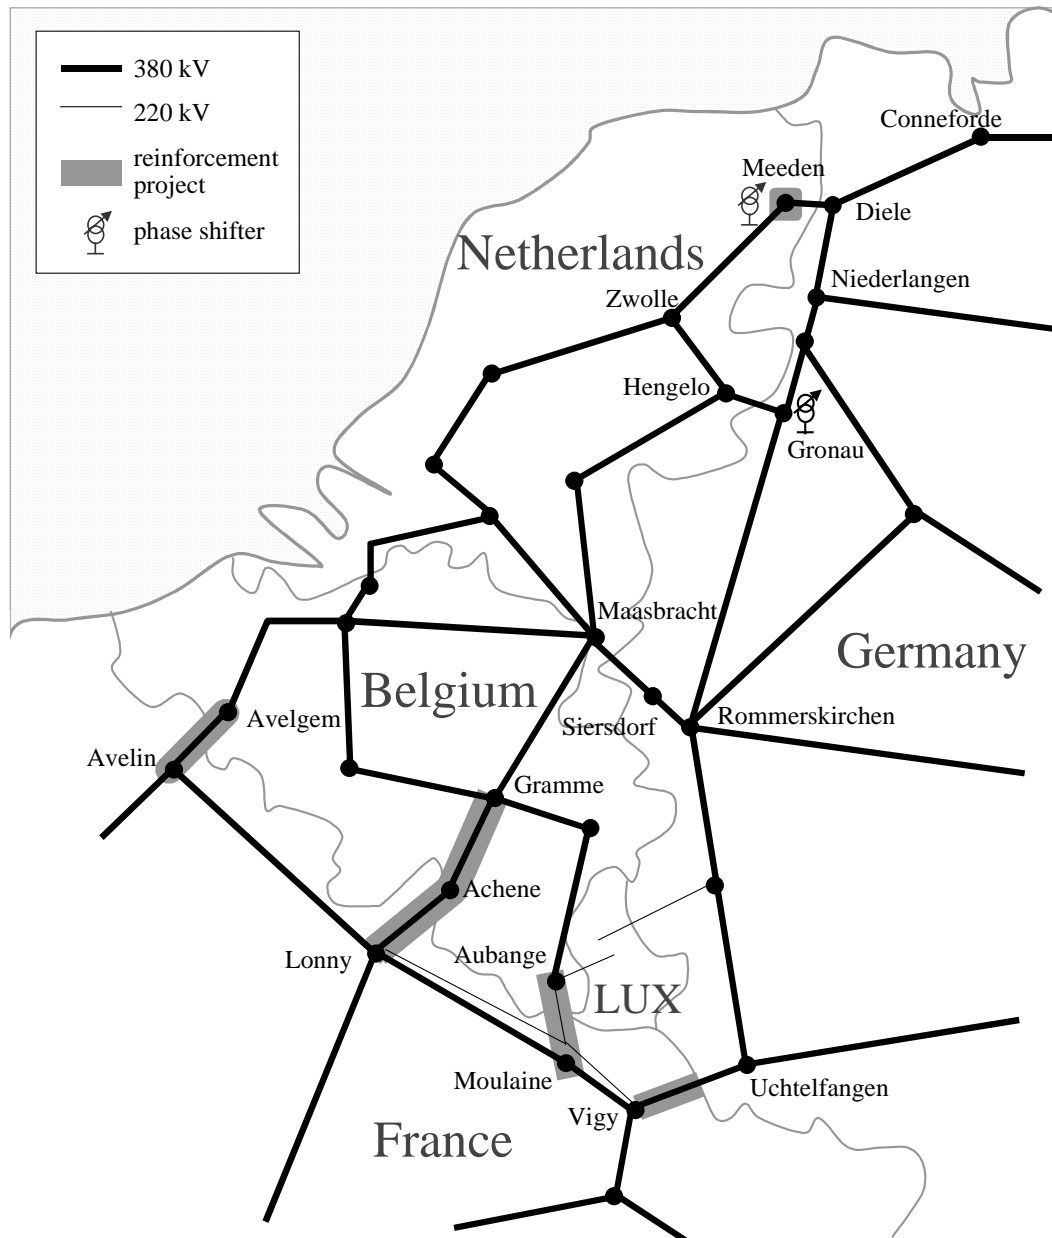 380 kV
220 kV
reinforcement
project
phase shifter
Conneforde
Meeden
Diele
Netherlands
Niederlangen
Zwolle
Hengelo
Gronau
Maasbracht
Germany
Belgium
Avelgem
Siersdorf
Rommerskirchen
Avelin
Gramme
Achene
Aubange
Lonny
LUX
Moulaine
Uchtelfangen
Vigy
France